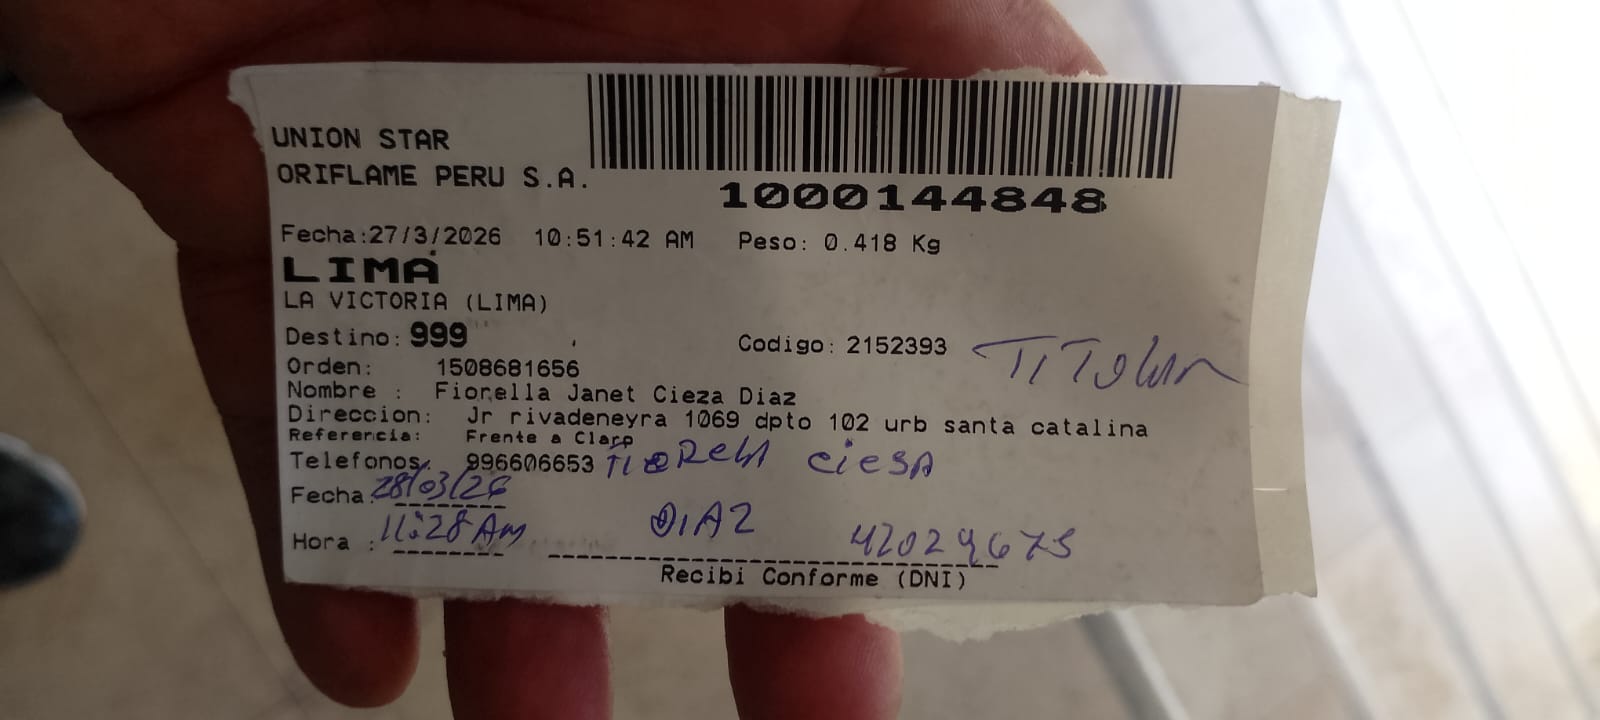 UNION STAR
ORIFLAME PERU S.A.
1000144848
Fecha:27/3/2026 10:51:42 AM Peso: 0.418 Kg
LIMA
LA VICTORIA (LIMA)
Destino: 999 Codigo: 2152393
Orden: 1508681656
Nombre : Fiorella Janet Cieza Diaz
Direccion: Jr rivadeneyra 1069 dpto 102 urb santa catalina
Referencia: Frente a Claro
Telefonos: 996606653 CiesA
Fecha: 28/03/26
DiAZ
Hora : 11:28 Am
Recibi Conforme (DNI)